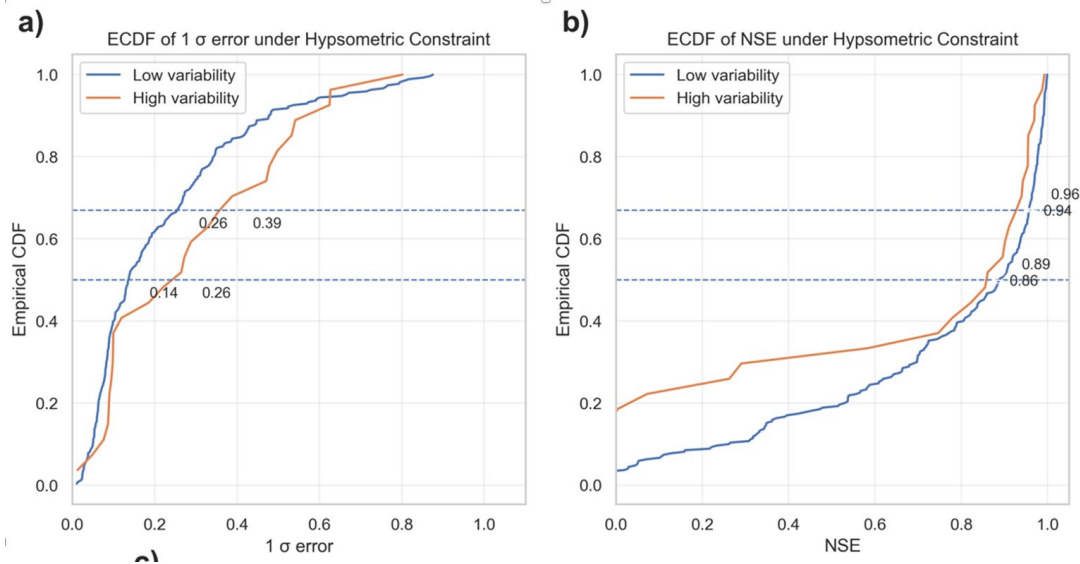 a)
ECDF of 1 σ error under Hypsometric Constraint
Low variability
High variability
1.0
0.8
0.6
0.4
0.2
0.0
Empirical CDF
0.26
0.39
0.14
0.26
0.0 0.2 0.4 0.6 0.8 1.0
1 σ error
b)
ECDF of NSE under Hypsometric Constraint
Low variability
High variability
1.0
0.8
0.6
0.4
0.2
0.0
Empirical CDF
0.96
0.94
0.89
0.86
0.0 0.2 0.4 0.6 0.8 1.0
NSE
c)